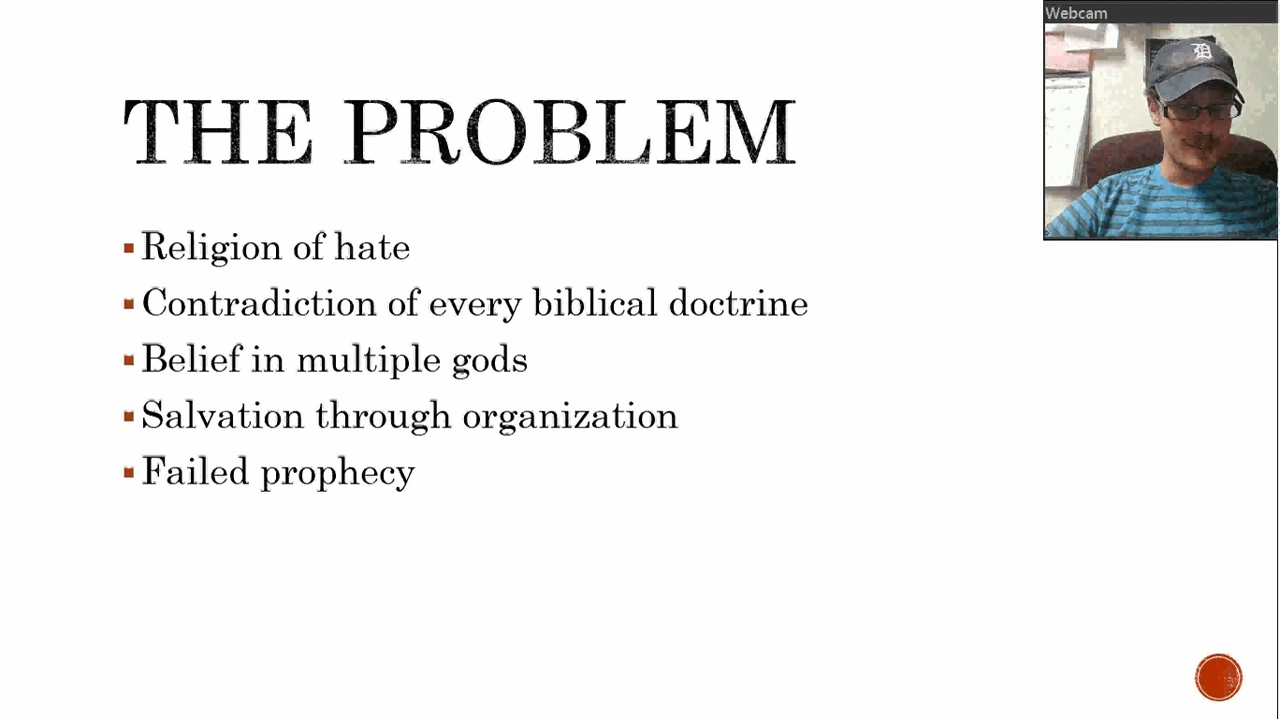 Webcam
THE PROBLEM
Religion of hate
Contradiction of every biblical doctrine
Belief in multiple gods
Salvation through organization
Failed prophecy
D